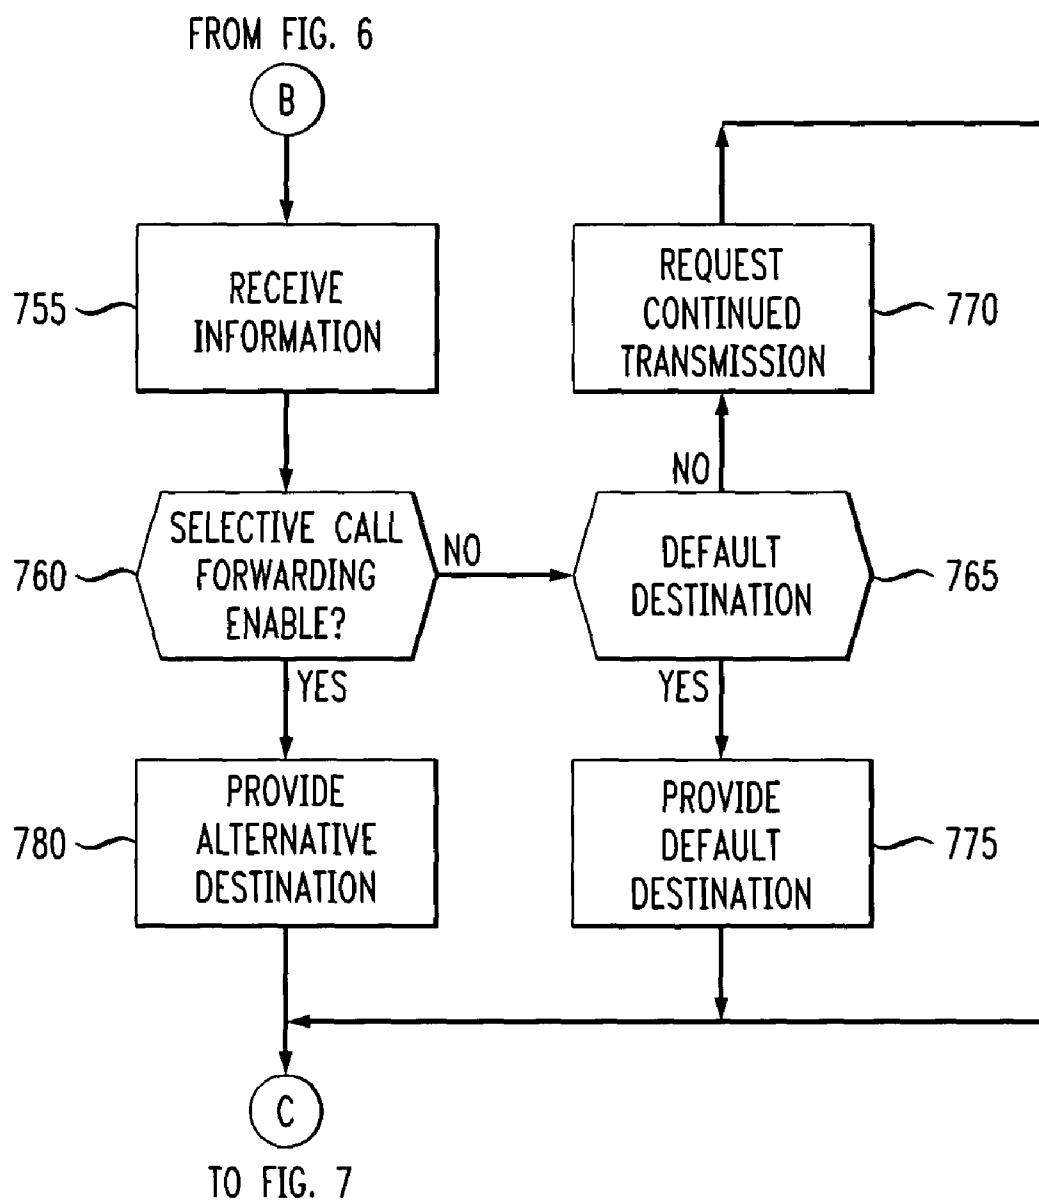 FROM FIG. 6
B
755
RECEIVE
INFORMATION
REQUEST
CONTINUED
TRANSMISSION
770
NO
760
SELECTIVE CALL
FORWARDING
ENABLE?
NO
DEFAULT
DESTINATION
765
YES
YES
780
PROVIDE
ALTERNATIVE
DESTINATION
PROVIDE
DEFAULT
DESTINATION
775
C
TO FIG. 7